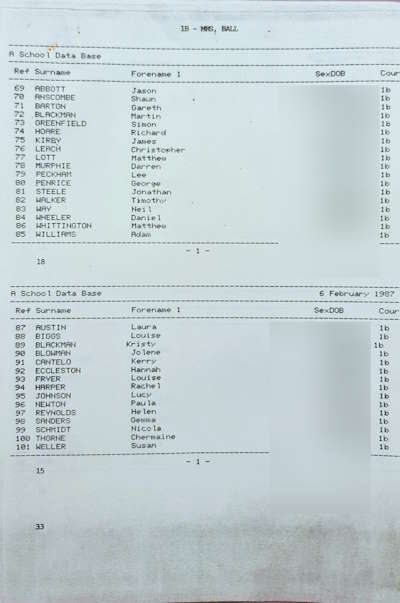 1B - MRS, BALL
A School Data Base
Ref Surname Forename 1 SexDOB Cour
69 ABBOTT Jason 1b
70 ANSCOMBE Shaun 1b
71 BARTON Gareth 1b
72 BLACKMAN Martin 1b
73 GREENFIELD Simon 1b
74 HOARE Richard 1b
75 KIRBY James 1b
76 LEACH Christopher 1b
77 LOTT Matthew 1b
78 MURPHIE Darren 1b
79 PECKHAM Lee 1b
80 PENRICE George 1b
81 STEELE Jonathan 1b
82 WALKER Timothy 1b
83 WAY Neil 1b
84 WHEELER Daniel 1b
86 WHITTINGTON Matthew 1b
85 WILLIAMS Adam 1b
- 1 -
18
A School Data Base 6 February 1987
Ref Surname Forename 1 SexDOB Cour
87 AUSTIN Laura 1b
88 BIGGS Louise 1b
89 BLACKMAN Kristy 1b
90 BLOWMAN Jolene 1b
91 CANTELO Kerry 1b
92 ECCLESTON Hannah 1b
93 FRYER Louise 1b
94 HARPER Rachel 1b
95 JOHNSON Lucy 1b
96 NEWTON Paula 1b
97 REYNOLDS Helen 1b
98 SANDERS Gemma 1b
99 SCHMIDT Nicola 1b
100 THORNE Chermaine 1b
101 WELLER Susan 1b
- 1 -
15
33